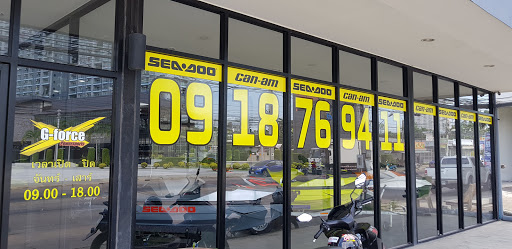 SEA-DOO can-am SEA-DOO can-am SEA-DOO can-am
09 18 76 94 11
G-force
เวลาเปิด - ปิด
จันทร์ - เสาร์
09.00 - 18.00
SEA-DOO